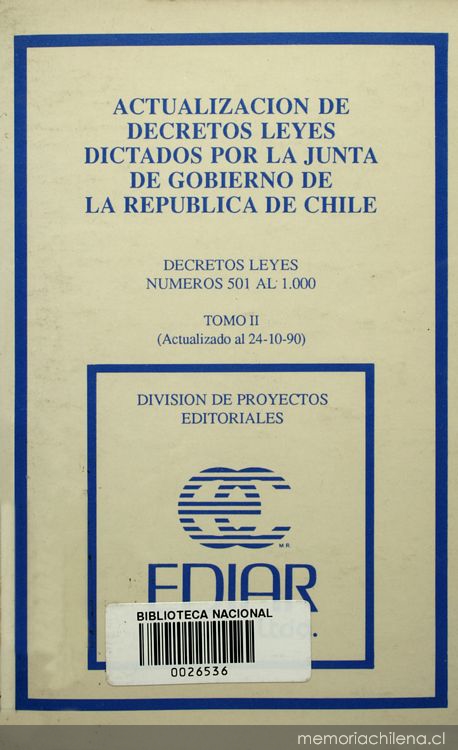 ACTUALIZACION DE
DECRETOS LEYES
DICTADOS POR LA JUNTA
DE GOBIERNO DE
LA REPUBLICA DE CHILE
DECRETOS LEYES
NUMEROS 501 AL 1.000
TOMO II
(Actualizado al 24-10-90)
DIVISION DE PROYECTOS
EDITORIALES
M.R.
EDIAR
BIBLIOTECA NACIONAL
0026536
memoriachilena.cl